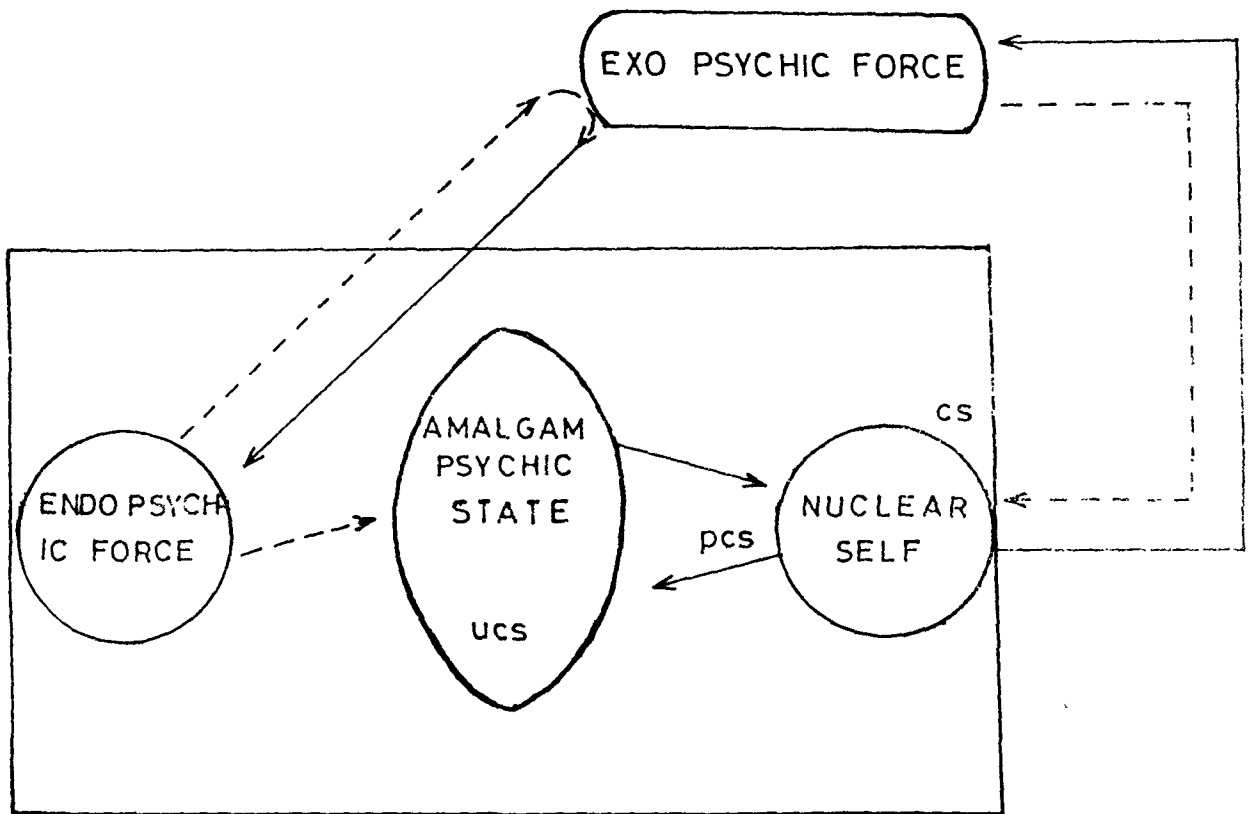 EXO PSYCHIC FORCE
cs
AMALGAM
PSYCHIC
STATE
ENDO PSYCH-
IC FORCE
NUCLEAR
SELF
pcs
ucs